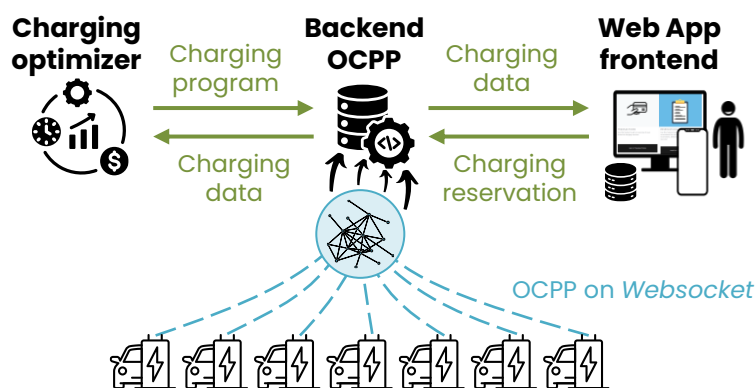 Charging
optimizer
Charging
program
Backend
OCPP
Charging
data
Web App
frontend
Charging
data
Charging
reservation
OCPP on Websocket